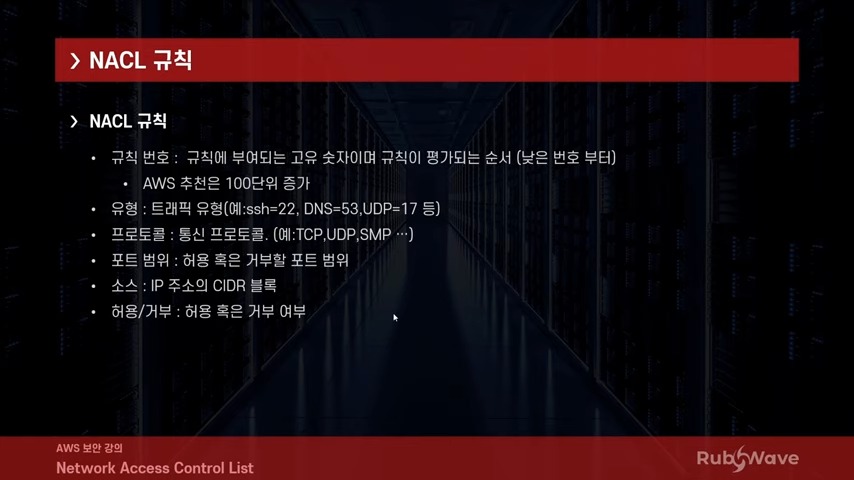 ❯ NACL 규칙
❯ NACL 규칙
• 규칙 번호 : 규칙에 부여되는 고유 숫자이며 규칙이 평가되는 순서 (낮은 번호 부터)
• AWS 추천은 100단위 증가
• 유형 : 트래픽 유형(예:ssh=22, DNS=53,UDP=17 등)
• 프로토콜 : 통신 프로토콜. (예:TCP,UDP,SMP ⋯)
• 포트 범위 : 허용 혹은 거부할 포트 범위
• 소스 : IP 주소의 CIDR 블록
• 허용/거부 : 허용 혹은 거부 여부
AWS 보안 강의
Network Access Control List
RubyWave